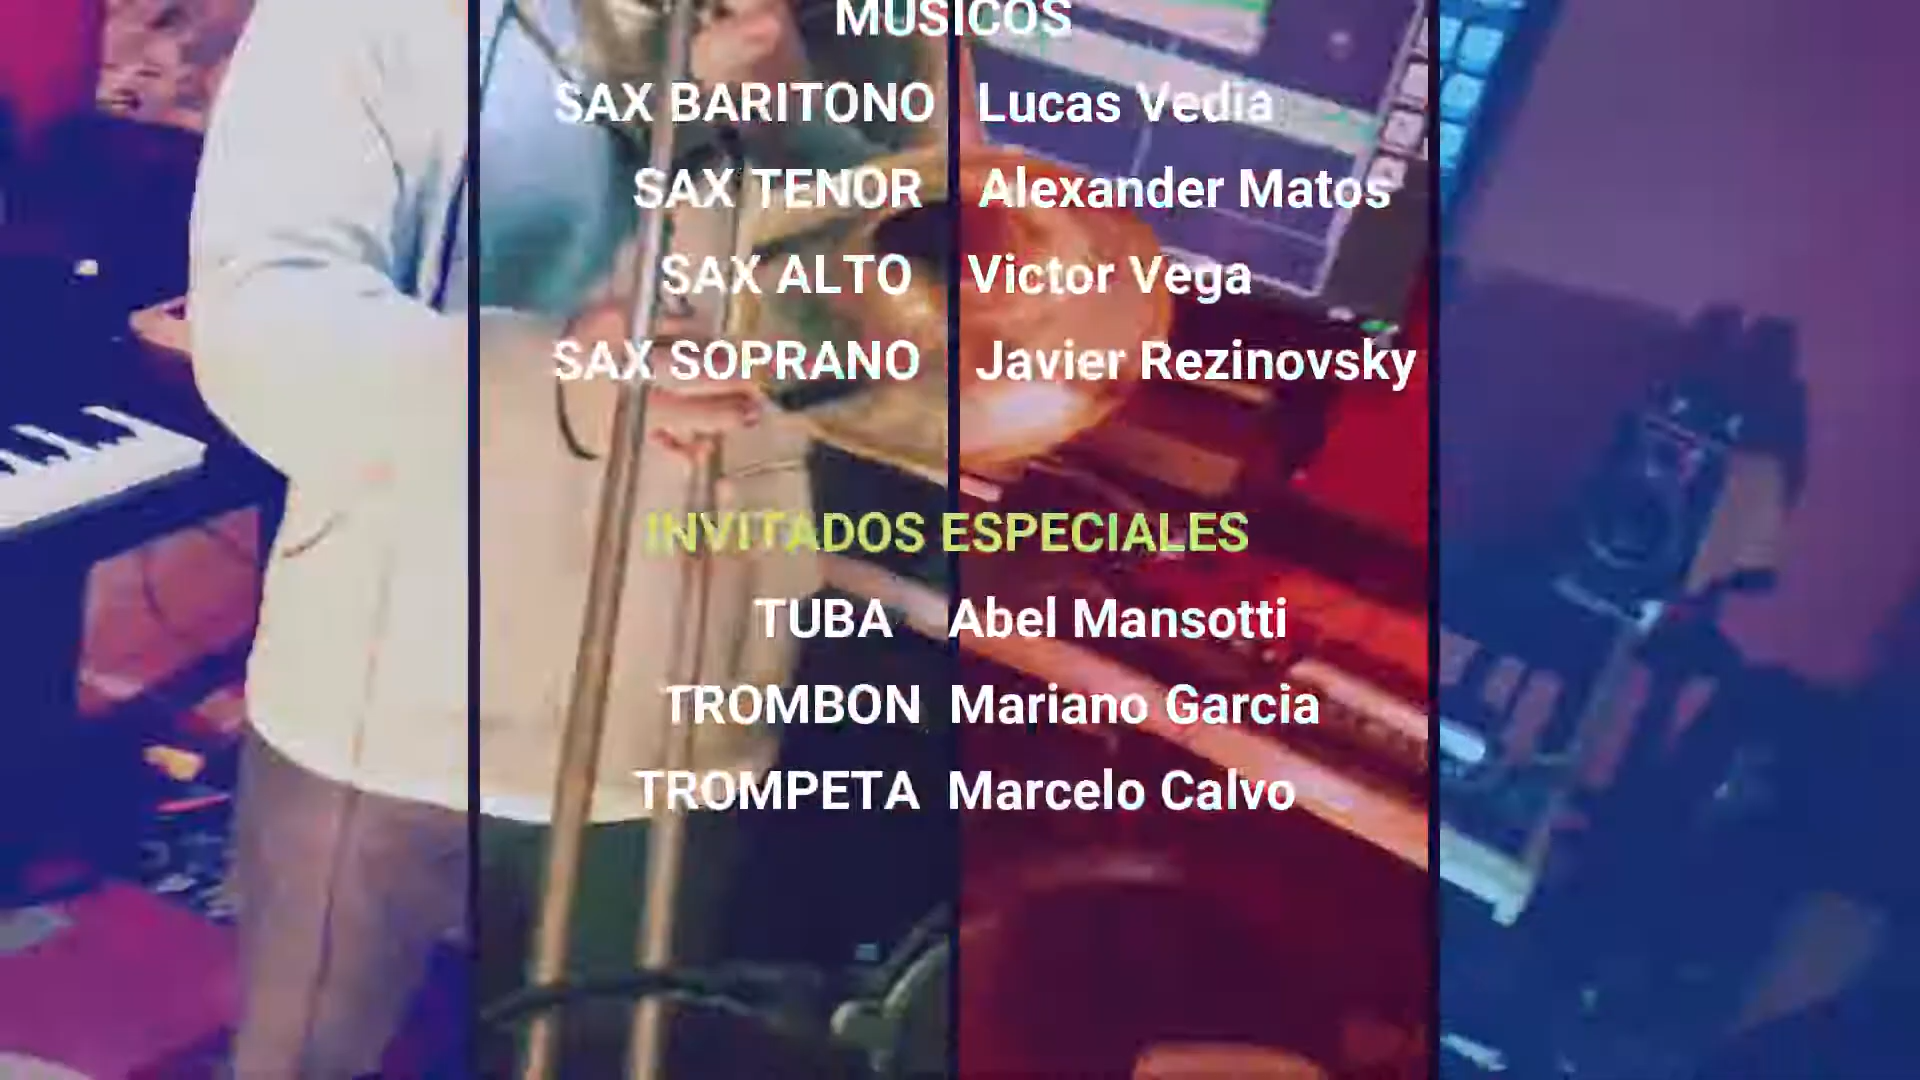 MUSICOS
SAX BARITONO Lucas Vedia
SAX TENOR Alexander Matos
SAX ALTO Victor Vega
SAX SOPRANO Javier Rezinovsky
INVITADOS ESPECIALES
TUBA Abel Mansotti
TROMBON Mariano Garcia
TROMPETA Marcelo Calvo